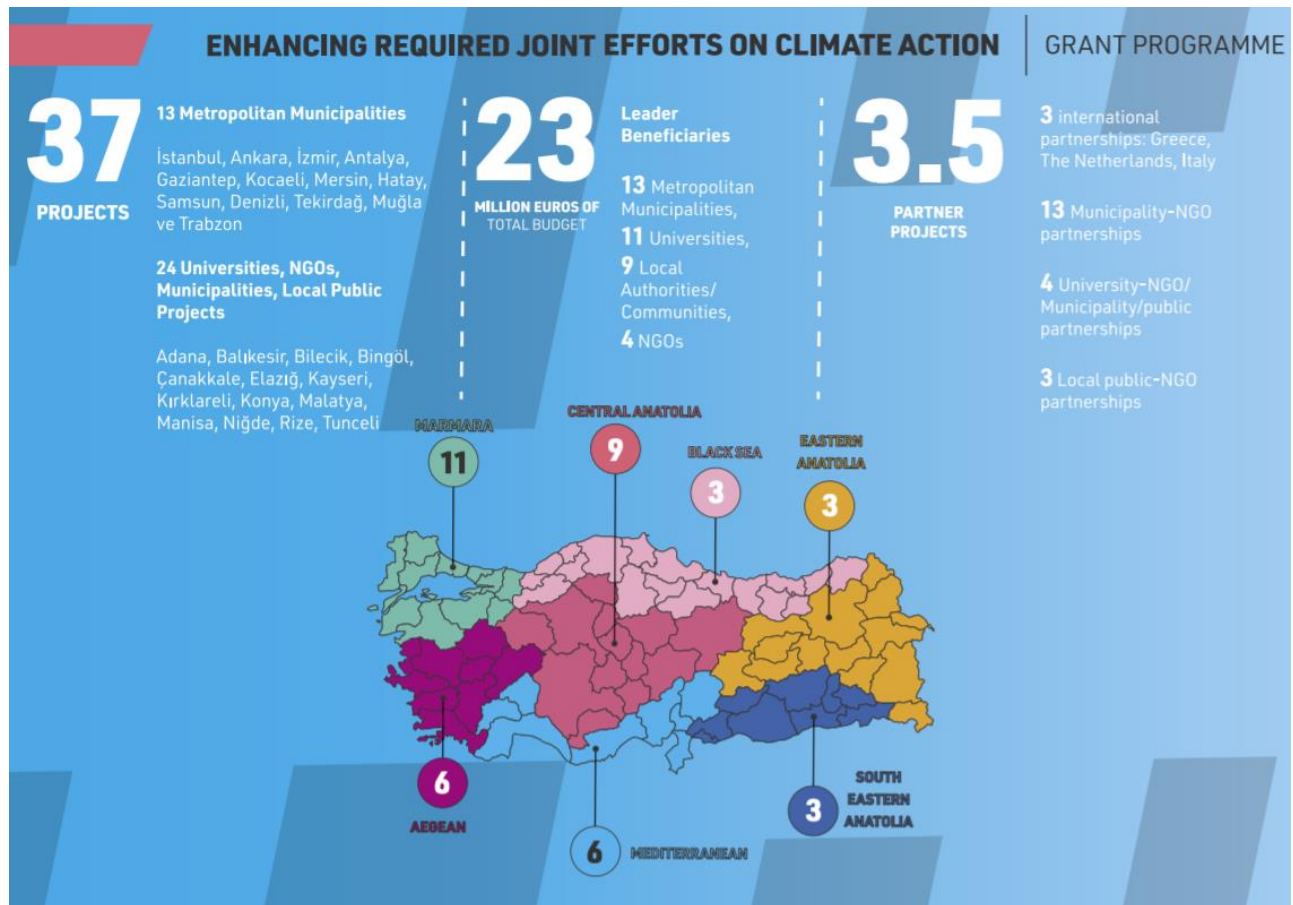 ENHANCING REQUIRED JOINT EFFORTS ON CLIMATE ACTION
GRANT PROGRAMME
37
PROJECTS
13 Metropolitan Municipalities
İstanbul, Ankara, İzmir, Antalya,
Gaziantep, Kocaeli, Mersin, Hatay,
Samsun, Denizli, Tekirdağ, Muğla
ve Trabzon
24 Universities, NGOs,
Municipalities, Local Public
Projects
Adana, Balıkesir, Bilecik, Bingöl,
Çanakkale, Elazığ, Kayseri,
Kırklareli, Konya, Malatya,
Manisa, Niğde, Rize, Tunceli
23
MILLION EUROS OF
TOTAL BUDGET
Leader
Beneficiaries
13 Metropolitan
Municipalities,
11 Universities,
9 Local
Authorities/
Communities,
4 NGOs
3.5
PARTNER
PROJECTS
3 international
partnerships: Greece,
The Netherlands, Italy
13 Municipality-NGO
partnerships
4 University-NGO/
Municipality/public
partnerships
3 Local public-NGO
partnerships
MARMARA
11
CENTRAL ANATOLIA
9
BLACK SEA
3
EASTERN
ANATOLIA
3
6
AEGEAN
6
MEDITERRANEAN
3
SOUTH
EASTERN
ANATOLIA